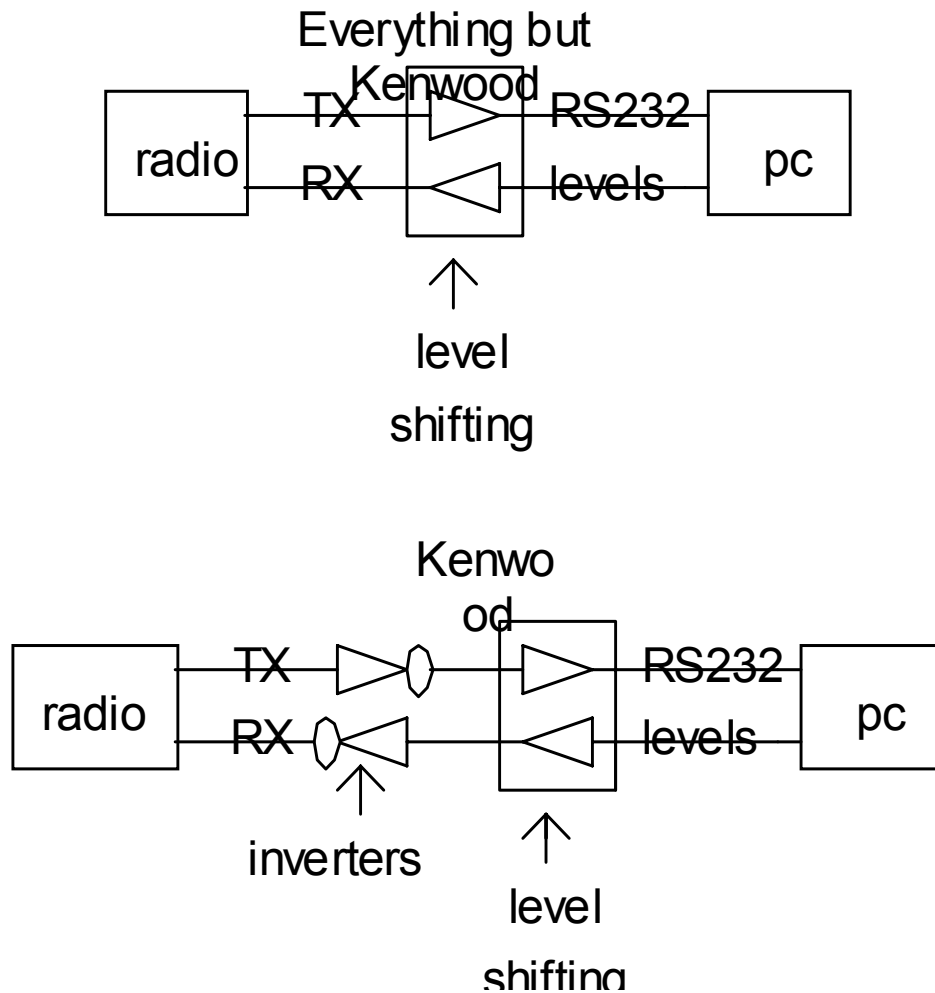 Everything but
Kenwood
TX
RS232
radio
pc
RX
levels
level
shifting
Kenwo
od
TX
RS232
radio
pc
RX
levels
inverters
level
shifting